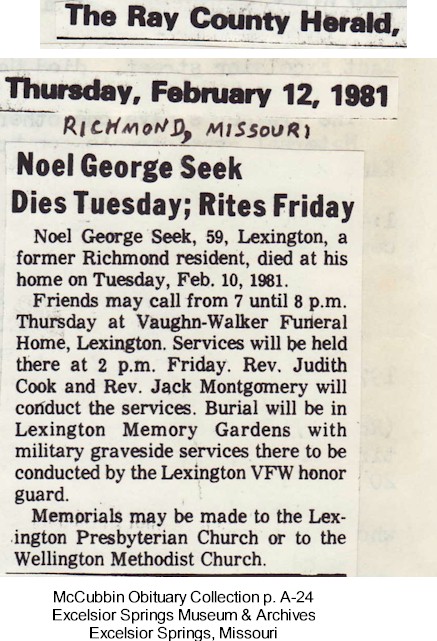 The Ray County Herald,
Thursday, February 12, 1981
RICHMOND, MISSOURI
Noel George Seek
Dies Tuesday; Rites Friday
Noel George Seek, 59, Lexington, a
former Richmond resident, died at his
home on Tuesday, Feb. 10, 1981.
Friends may call from 7 until 8 p.m.
Thursday at Vaughn-Walker Funeral
Home, Lexington. Services will be held
there at 2 p.m. Friday. Rev. Judith
Cook and Rev. Jack Montgomery will
conduct the services. Burial will be in
Lexington Memory Gardens with
military graveside services there to be
conducted by the Lexington VFW honor
guard.
Memorials may be made to the Lex-
ington Presbyterian Church or to the
Wellington Methodist Church.
McCubbin Obituary Collection p. A-24
Excelsior Springs Museum & Archives
Excelsior Springs, Missouri